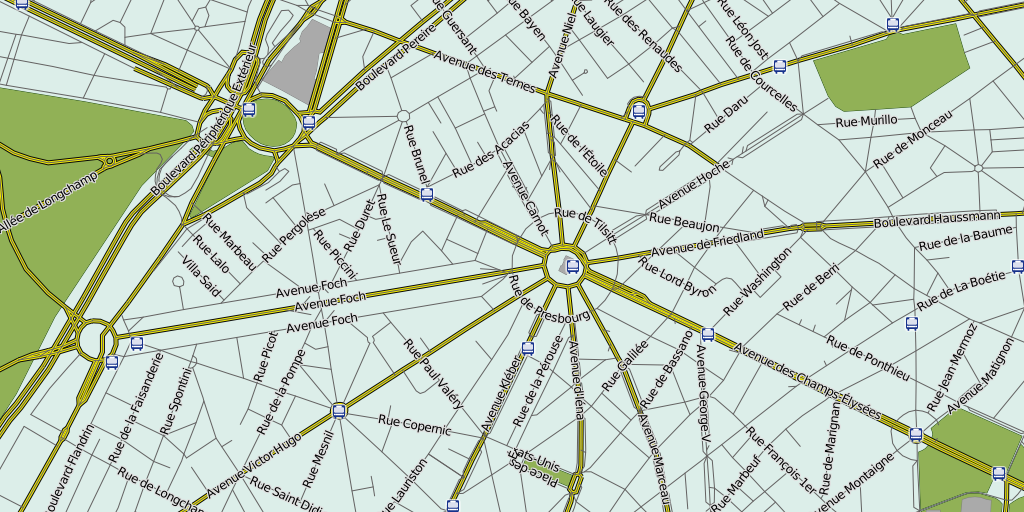 Rue Guersant
Rue Bayen
Avenue Niel
Rue Laugier
Rue des Renaudes
Rue Léon Jost
Rue de Courcelles
Boulevard Pereire
Avenue des Ternes
Boulevard Périphérique Extérieur
Rue Daru
Rue Murillo
Rue de Monceau
Rue Brunel
Rue des Acacias
Rue de l'Étoile
Avenue Carnot
Avenue Hoche
Allée de Longchamp
Rue de Tilsitt
Rue Beaujon
Boulevard Haussmann
Avenue de Friedland
Rue de la Baume
Rue Marbeau
Rue Lalo
Villa Saïd
Rue Pergolèse
Rue Piccini
Rue Duret
Rue Le Sueur
Rue Lord Byron
Rue Washington
Rue de Berri
Rue de La Boétie
Avenue Foch
Avenue Foch
Avenue Foch
Rue de Presbourg
Rue de Ponthieu
Rue Jean Mermoz
Avenue Matignon
Avenue des Champs-Élysées
Rue Galilée
Rue de Bassano
Avenue George V
Rue de la Faisanderie
Rue Spontini
Rue Picot
Rue de la Pompe
Rue Paul Valéry
Avenue Kléber
Rue de la Pérouse
Avenue d'Iéna
Avenue Marceau
Rue Copernic
Rue de Marignan
Rue François 1er
Rue Marbeuf
Avenue Montaigne
oulevard Flandrin
Rue de Longchamp
Avenue Victor Hugo
Rue Mesnil
Rue Saint Didi
ue Lauriston
Place des
États-Unis